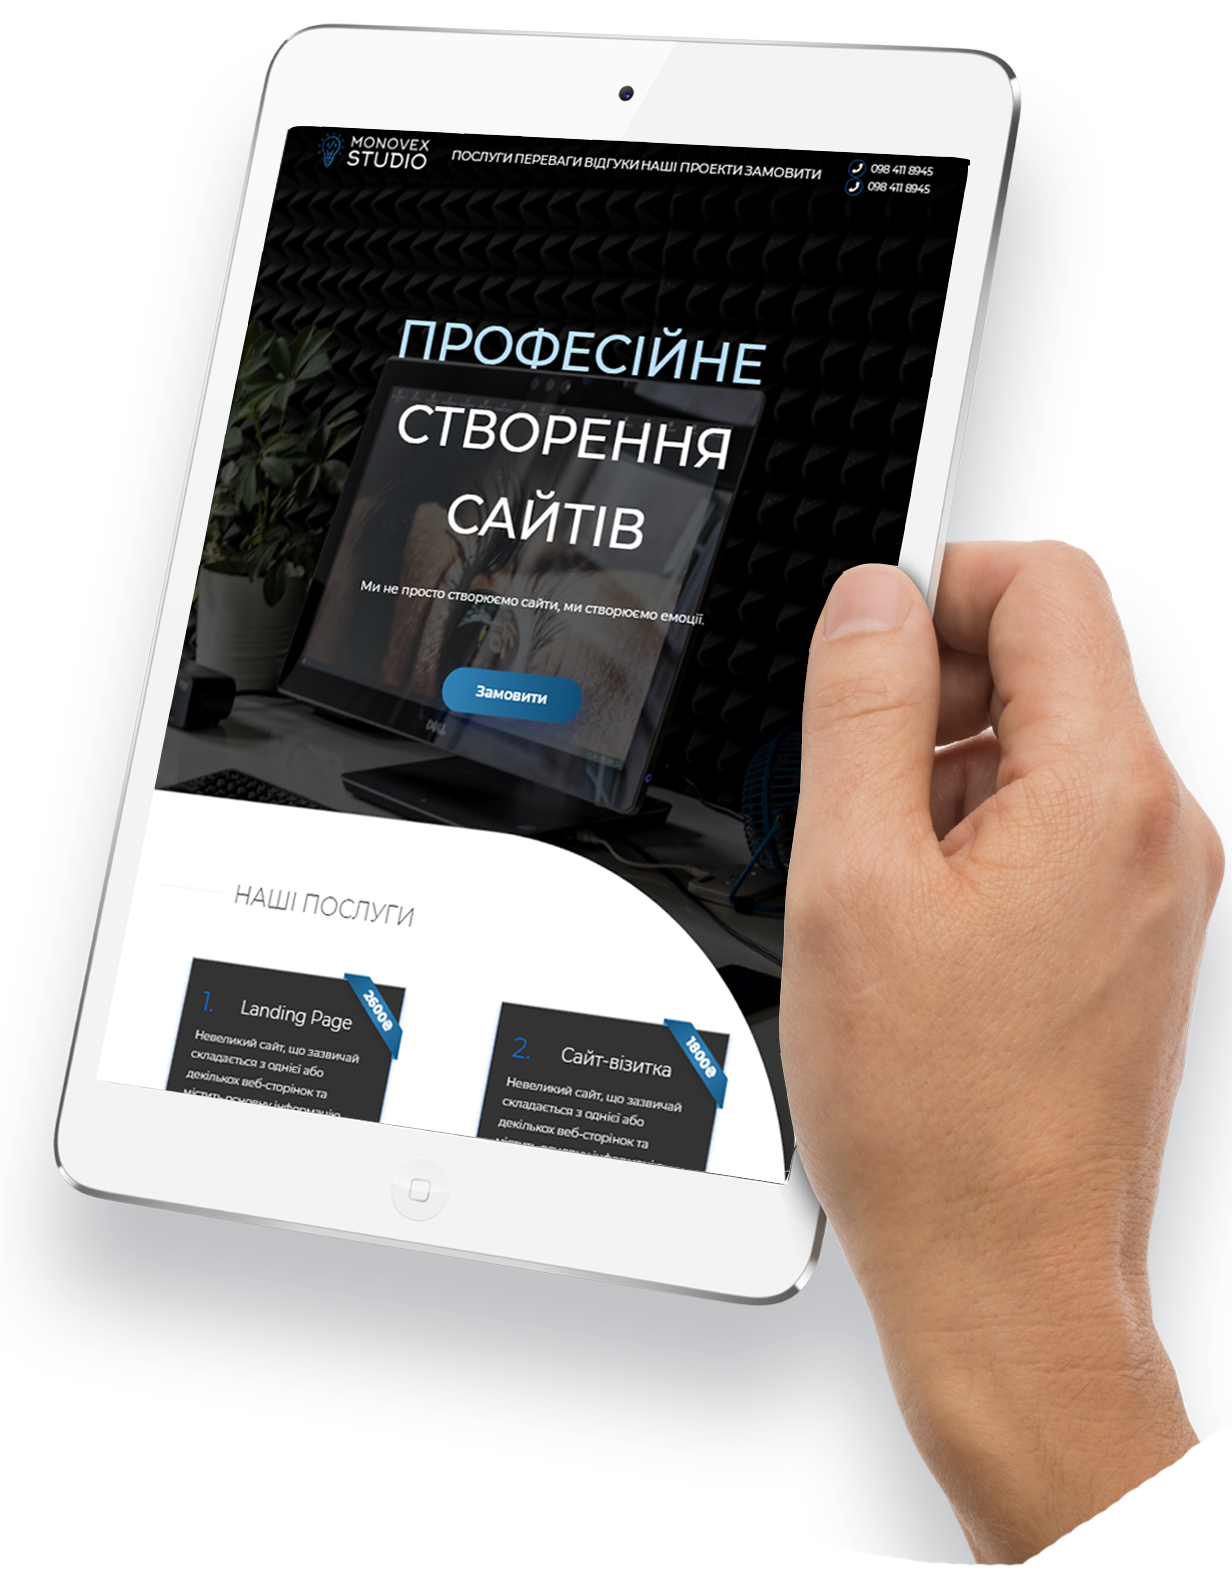 MONOVEX
STUDIO
ПОСЛУГИ ПЕРЕВАГИ ВІДГУКИ НАШІ ПРОЕКТИ ЗАМОВИТИ
098 411 8945
098 411 8945
ПРОФЕСІЙНЕ
СТВОРЕННЯ
САЙТІВ
Ми не просто створюємо сайти, ми створюємо емоції.
Замовити
DELL
НАШІ ПОСЛУГИ
1.
Landing Page
2600₴
Невеликий сайт, що зазвичай
складається з однієї або
декількох веб-сторінок та
містить основну інформацію
2.
Сайт-візитка
1800₴
Невеликий сайт, що зазвичай
складається з однієї або
декількох веб-сторінок та